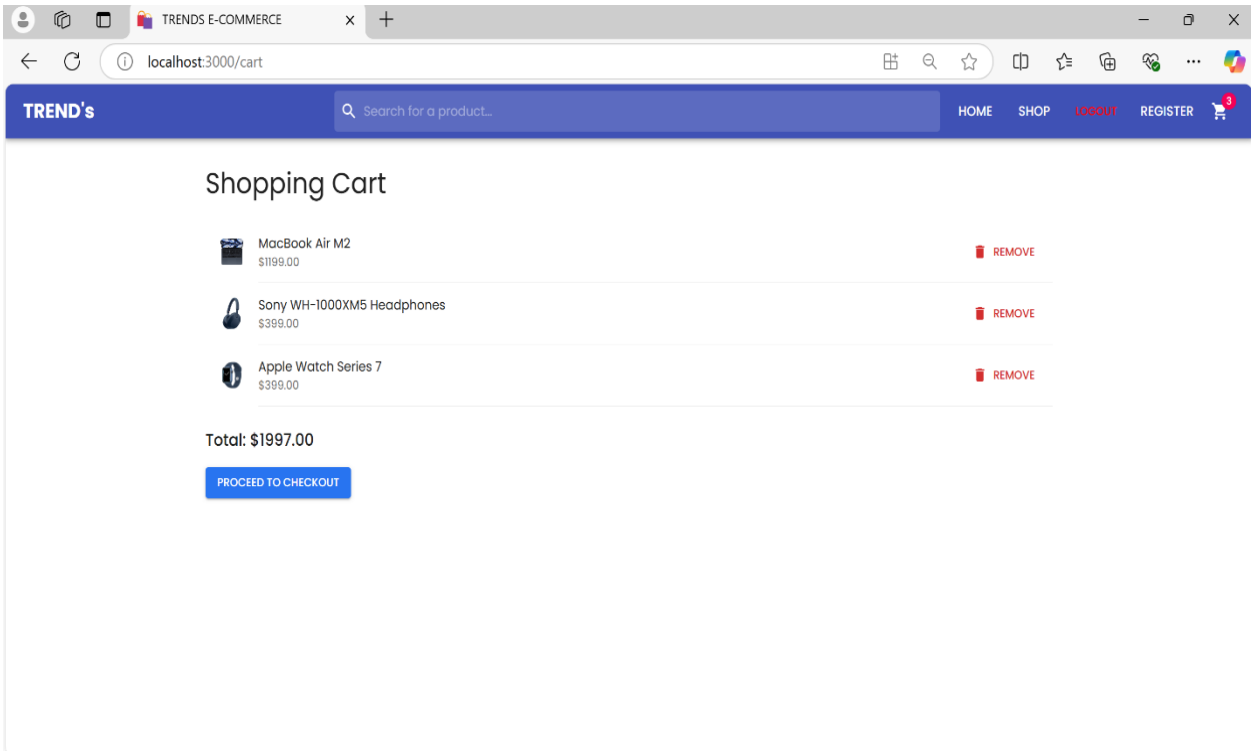 TRENDS E-COMMERCE
localhost:3000/cart
TREND's
Search for a product...
HOME SHOP LOGOUT REGISTER 3
Shopping Cart
MacBook Air M2
$1199.00
REMOVE
Sony WH-1000XM5 Headphones
$399.00
REMOVE
Apple Watch Series 7
$399.00
REMOVE
Total: $1997.00
PROCEED TO CHECKOUT